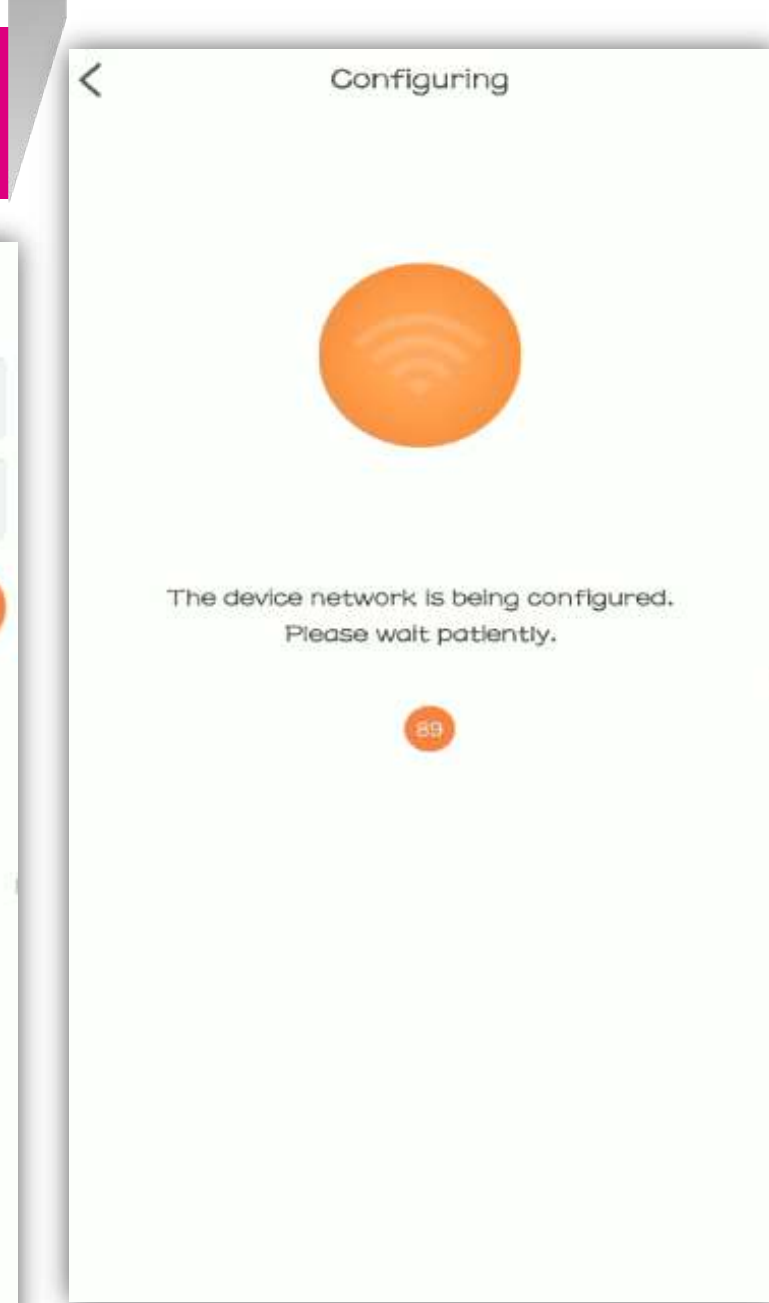 Configuring
The device network is being configured.
Please wait patiently.
89